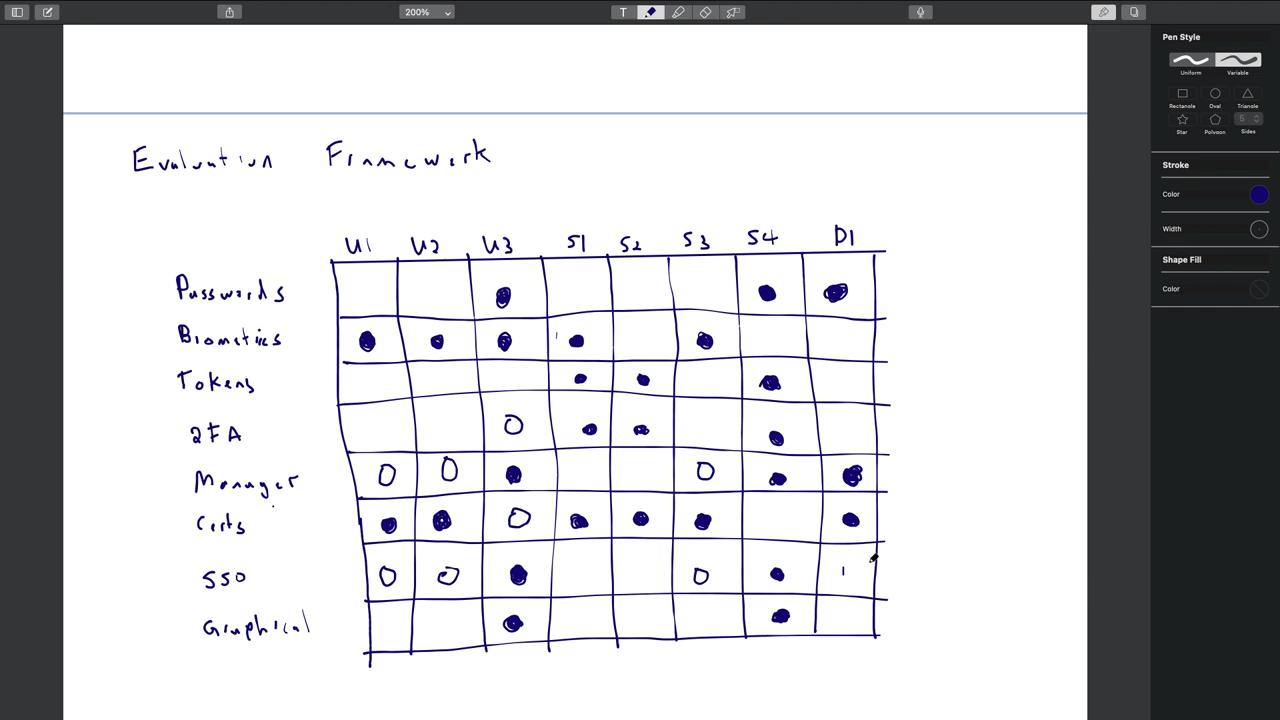 200%
T
Evaluation Framework
U1 U2 U3 S1 S2 S3 S4 D1
Passwords
Biometrics
Tokens
2FA
Manager
Certs
SSO
Graphical
Pen Style
Uniform Variable
Rectangle Oval Triangle
5
Star Polygon Sides
Stroke
Color
Width
Shape Fill
Color